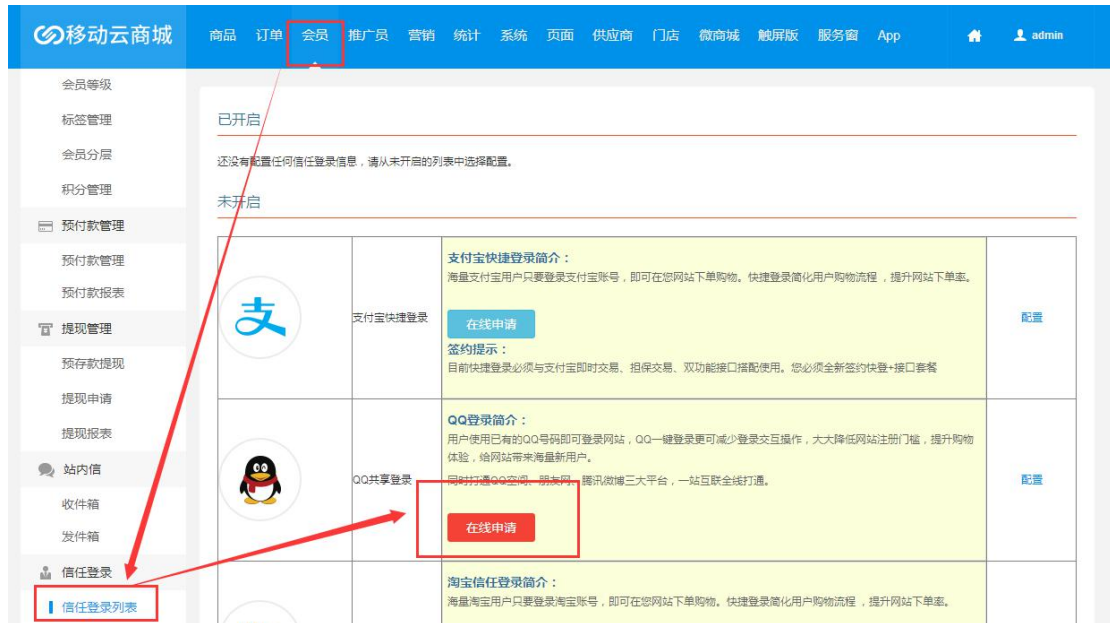 移动云商城
商品 订单 会员 推广员 营销 统计 系统 页面 供应商 门店 微商城 触屏版 服务窗 App admin
会员等级
标签管理
会员分层
积分管理
预付款管理
预付款管理
预付款报表
提现管理
预存款提现
提现申请
提现报表
站内信
收件箱
发件箱
信任登录
信任登录列表
已开启
还没有配置任何信任登录信息，请从未开启的列表中选择配置。
未开启
支
支付宝快捷登录
支付宝快捷登录简介：
海量支付宝用户只要登录支付宝账号，即可在您网站下单购物。快捷登录简化用户购物流程，提升网站下单率。
在线申请
签约提示：
目前快捷登录必须与支付宝即时交易、担保交易、双功能接口搭配使用。您必须全新签约快登+接口套餐
配置
QQ共享登录
QQ登录简介：
用户使用已有的QQ号码即可登录网站，QQ一键登录更可减少登录交互操作，大大降低网站注册门槛，提升购物
体验，给网站带来海量新用户。
同时打通QQ空间、朋友网、腾讯微博三大平台，一站互联全线打通。
在线申请
配置
淘宝信任登录简介：
海量淘宝用户只要登录淘宝账号，即可在您网站下单购物。快捷登录简化用户购物流程，提升网站下单率。